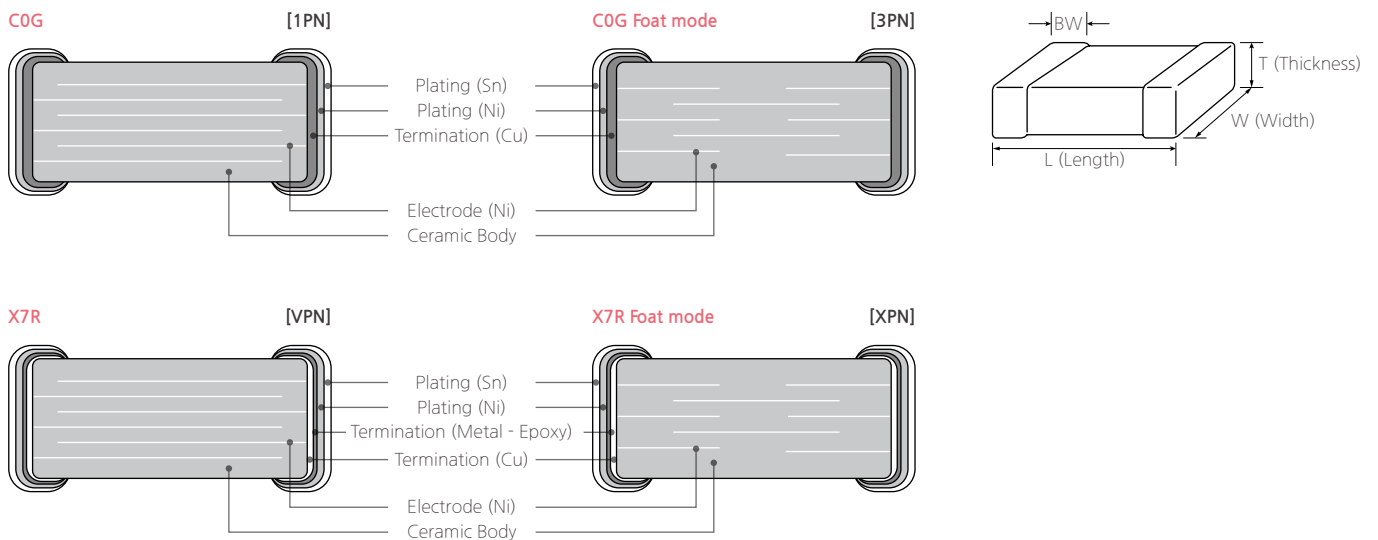 C0G [1PN]
C0G Foat mode [3PN]
Plating (Sn)
Plating (Ni)
Termination (Cu)
Electrode (Ni)
Ceramic Body
BW
T (Thickness)
W (Width)
L (Length)
X7R [VPN]
X7R Foat mode [XPN]
Plating (Sn)
Plating (Ni)
Termination (Metal - Epoxy)
Termination (Cu)
Electrode (Ni)
Ceramic Body